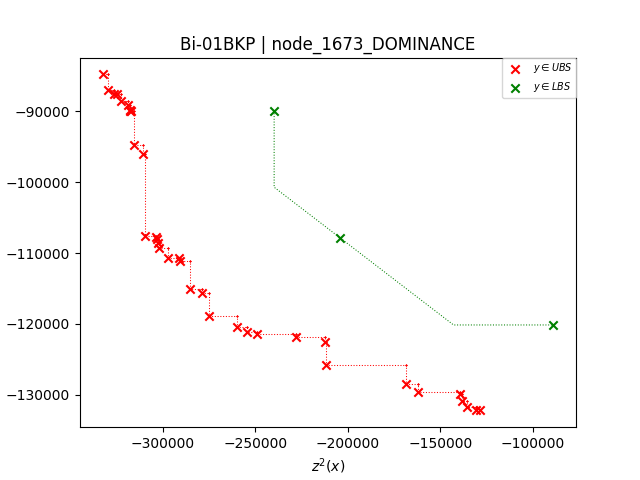 Bi-01BKP | node_1673_DOMINANCE
y ∈ UBS
y ∈ LBS
−90000
−100000
−110000
−120000
−130000
−300000 −250000 −200000 −150000 −100000
z²(x)